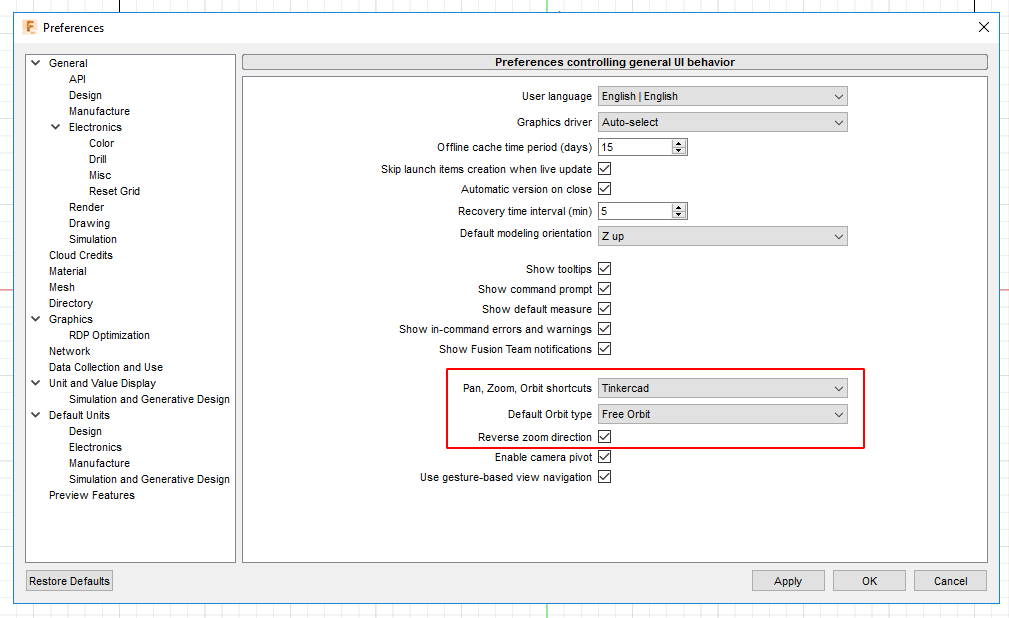 Preferences
General
API
Design
Manufacture
Electronics
Color
Drill
Misc
Reset Grid
Render
Drawing
Simulation
Cloud Credits
Material
Mesh
Directory
Graphics
RDP Optimization
Network
Data Collection and Use
Unit and Value Display
Simulation and Generative Design
Default Units
Design
Electronics
Manufacture
Simulation and Generative Design
Preview Features
Preferences controlling general UI behavior
User language English | English
Graphics driver Auto-select
Offline cache time period (days) 15
Skip launch items creation when live update
Automatic version on close
Recovery time interval (min) 5
Default modeling orientation Z up
Show tooltips
Show command prompt
Show default measure
Show in-command errors and warnings
Show Fusion Team notifications
Pan, Zoom, Orbit shortcuts Tinkercad
Default Orbit type Free Orbit
Reverse zoom direction
Enable camera pivot
Use gesture-based view navigation
Restore Defaults Apply OK Cancel